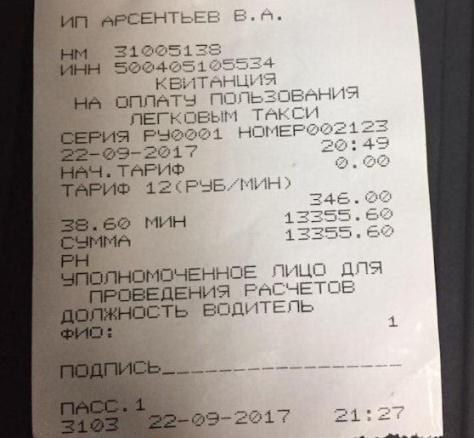 ИП АРСЕНТЬЕВ В.А.
НМ 31005138
ИНН 500405105534
КВИТАНЦИЯ
НА ОПЛАТУ ПОЛЬЗОВАНИЯ
ЛЕГКОВЫМ ТАКСИ
СЕРИЯ РУ0001 НОМЕР002123
22-09-2017 20:49
НАЧ.ТАРИФ 0.00
ТАРИФ 12(РУБ/МИН)
346.00
38.60 МИН 13355.60
СУММА 13355.60
РН
УПОЛНОМОЧЕННОЕ ЛИЦО ДЛЯ
ПРОВЕДЕНИЯ РАСЧЕТОВ
ДОЛЖНОСТЬ ВОДИТЕЛЬ
ФИО: 1
ПОДПИСЬ__________________
ПАСС.1
3103 22-09-2017 21:27